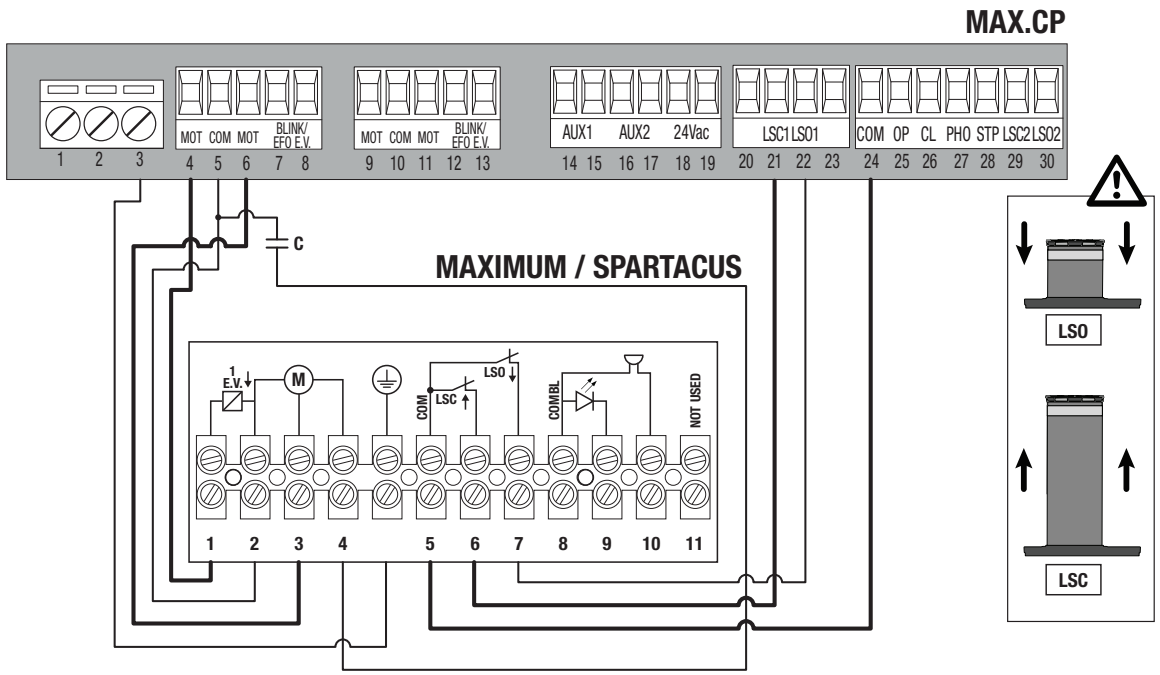 MAX.CP
MOT COM MOT BLINK/ EFO E.V.
MOT COM MOT BLINK/ EFO E.V.
AUX1 AUX2 24Vac
LSC1 LSO1
COM OP CL PHO STP LSC2 LSO2
1 2 3 4 5 6 7 8 9 10 11 12 13 14 15 16 17 18 19 20 21 22 23 24 25 26 27 28 29 30
C
MAXIMUM / SPARTACUS
1
E.V.
M
COM
LSC
LSO
COMBL
NOT USED
1 2 3 4 5 6 7 8 9 10 11
LSO
LSC